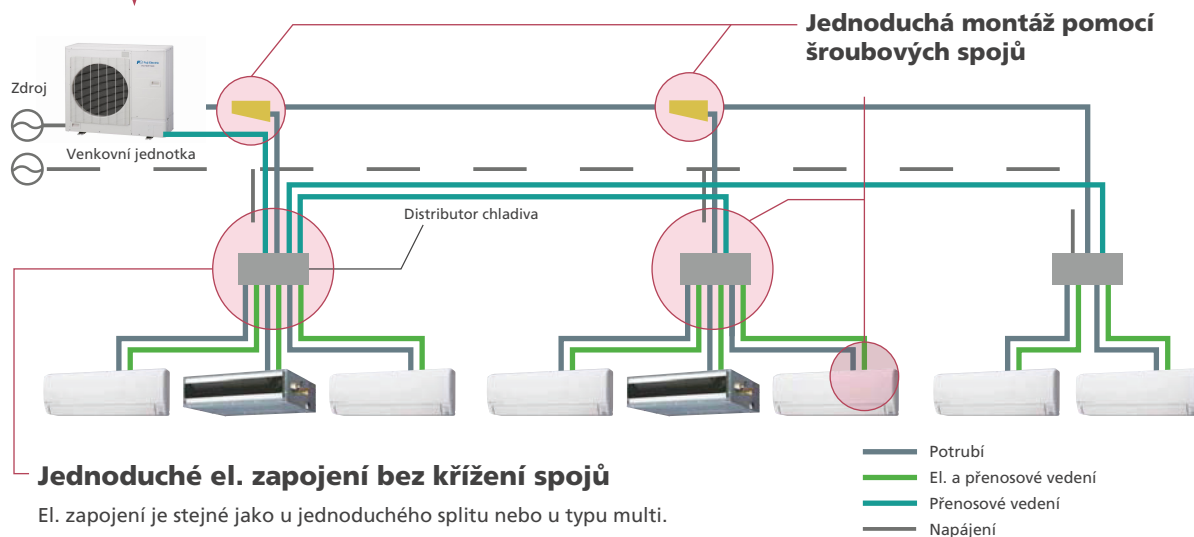 Jednoduchá montáž pomocí
šroubových spojů
Zdroj
Venkovní jednotka
Distributor chladiva
Jednoduché el. zapojení bez křížení spojů
El. zapojení je stejné jako u jednoduchého splitu nebo u typu multi.
Potrubí
El. a přenosové vedení
Přenosové vedení
Napájení